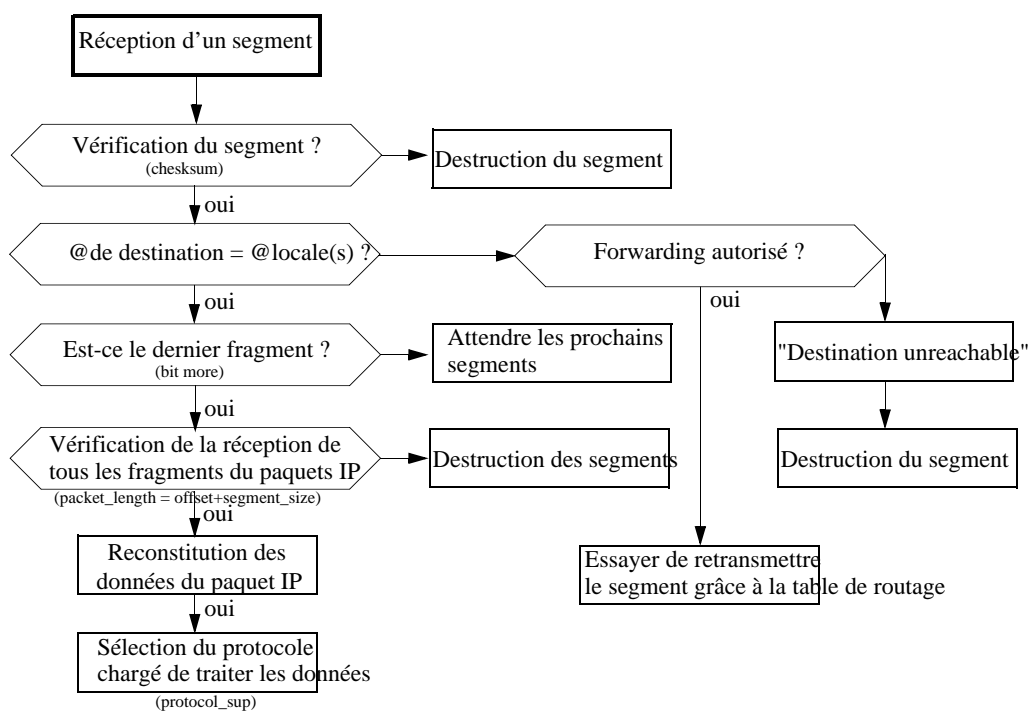 Réception d’un segment
Vérification du segment ?
(chesksum)
Destruction du segment
oui
@de destination = @locale(s) ?
Forwarding autorisé ?
oui
oui
Est-ce le dernier fragment ?
(bit more)
Attendre les prochains
segments
"Destination unreachable"
oui
Vérification de la réception de
tous les fragments du paquets IP
(packet_length = offset+segment_size)
Destruction des segments
Destruction du segment
oui
Reconstitution des
données du paquet IP
Essayer de retransmettre
le segment grâce à la table de routage
oui
Sélection du protocole
chargé de traiter les données
(protocol_sup)